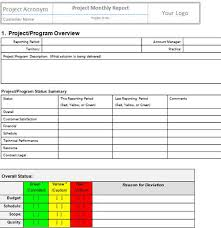 Project Acronym
Project Monthly Report
Your Logo
Customer Name
1. Project/Program Overview
Reporting Period
Account Manager
Territory
Practice
Project/Program Description: (What solution is being delivered)
Project/Program Status Summary
Status
This Reporting Period
(Red, Yellow, or Green)
Last Reporting Period
(Red, Yellow, or Green)
Comments
Overall Status
Customer Satisfaction
Financial
Schedule
Technical Performance
Resource
Contract/Legal
Overall Status:
Green
(Controlled)
Yellow
(Caution)
Red
(Critical)
Reason for Deviation
Budget:
[ ] [ ] [ ]
Schedule:
[ ] [ ] [ ]
Scope:
[ ] [ ] [ ]
Quality:
[ ] [ ] [ ]